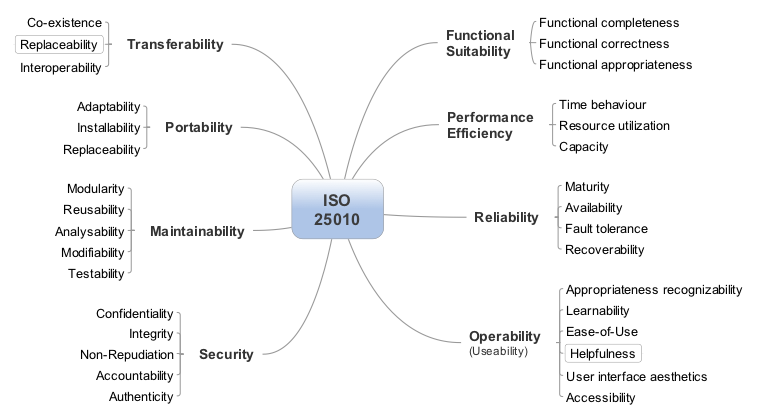 Co-existence
Replaceability
Interoperability
Transferability
Adaptability
Installability
Replaceability
Portability
Modularity
Reusability
Analysability
Modifiability
Testability
Maintainability
Confidentiality
Integrity
Non-Repudiation
Accountability
Authenticity
Security
ISO
25010
Functional
Suitability
Functional completeness
Functional correctness
Functional appropriateness
Performance
Efficiency
Time behaviour
Resource utilization
Capacity
Reliability
Maturity
Availability
Fault tolerance
Recoverability
Operability
(Useability)
Appropriateness recognizability
Learnability
Ease-of-Use
Helpfulness
User interface aesthetics
Accessibility